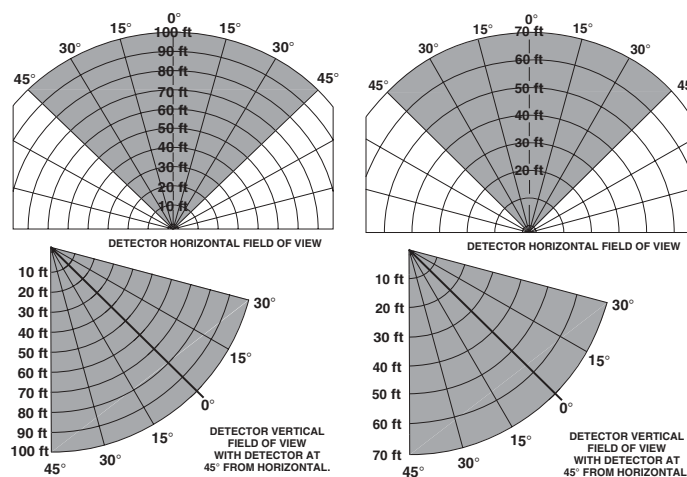 0°
100 ft
15° 15°
90 ft
30° 30°
80 ft
45° 45°
70 ft
60 ft
50 ft
40 ft
30 ft
20 ft
10 ft
DETECTOR HORIZONTAL FIELD OF VIEW
10 ft
20 ft
30 ft
40 ft
50 ft
60 ft
70 ft
80 ft
90 ft
100 ft
45°
30°
15°
0°
15°
30°
DETECTOR VERTICAL
FIELD OF VIEW
WITH DETECTOR AT
45° FROM HORIZONTAL.
0°
70 ft
15° 15°
30° 30°
60 ft
45° 45
50 ft
40 ft
30 ft
20 ft
DETECTOR HORIZONTAL FIELD OF VIEW
10 ft
20 ft
30 ft
40 ft
50 ft
60 ft
70 ft
45°
30°
15°
0°
15°
30°
DETECTOR VERTICAL
FIELD OF VIEW
WITH DETECTOR AT
45° FROM HORIZONTAL